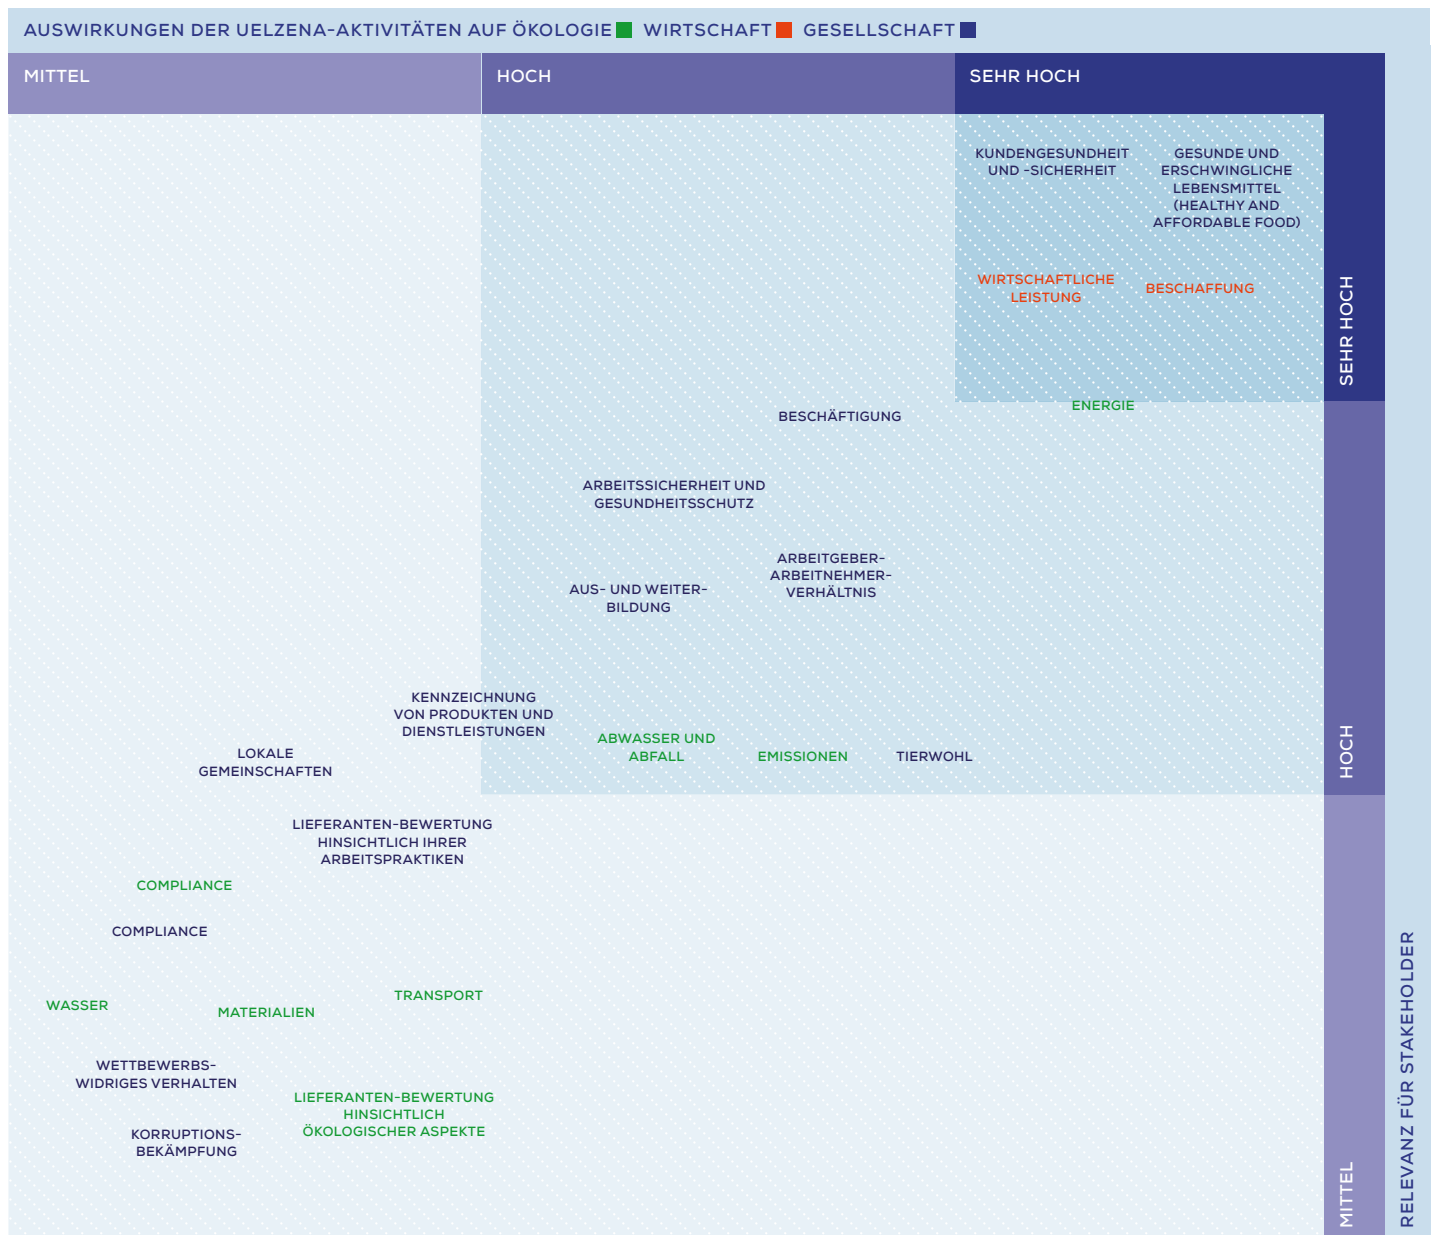 AUSWIRKUNGEN DER UELZENA-AKTIVITÄTEN AUF ÖKOLOGIE WIRTSCHAFT GESELLSCHAFT
MITTEL
HOCH
SEHR HOCH
KUNDENGESUNDHEIT
UND -SICHERHEIT
GESUNDE UND
ERSCHWINGLICHE
LEBENSMITTEL
(HEALTHY AND
AFFORDABLE FOOD)
WIRTSCHAFTLICHE
LEISTUNG
BESCHAFFUNG
SEHR HOCH
ENERGIE
BESCHÄFTIGUNG
ARBEITSSICHERHEIT UND
GESUNDHEITSSCHUTZ
ARBEITGEBER-
ARBEITNEHMER-
VERHÄLTNIS
AUS- UND WEITER-
BILDUNG
KENNZEICHNUNG
VON PRODUKTEN UND
DIENSTLEISTUNGEN
ABWASSER UND
ABFALL
EMISSIONEN
TIERWOHL
HOCH
LOKALE
GEMEINSCHAFTEN
LIEFERANTEN-BEWERTUNG
HINSICHTLICH IHRER
ARBEITSPRAKTIKEN
COMPLIANCE
COMPLIANCE
TRANSPORT
WASSER
MATERIALIEN
WETTBEWERBS-
WIDRIGES VERHALTEN
LIEFERANTEN-BEWERTUNG
HINSICHTLICH
ÖKOLOGISCHER ASPEKTE
KORRUPTIONS-
BEKÄMPFUNG
MITTEL
RELEVANZ FÜR STAKEHOLDER